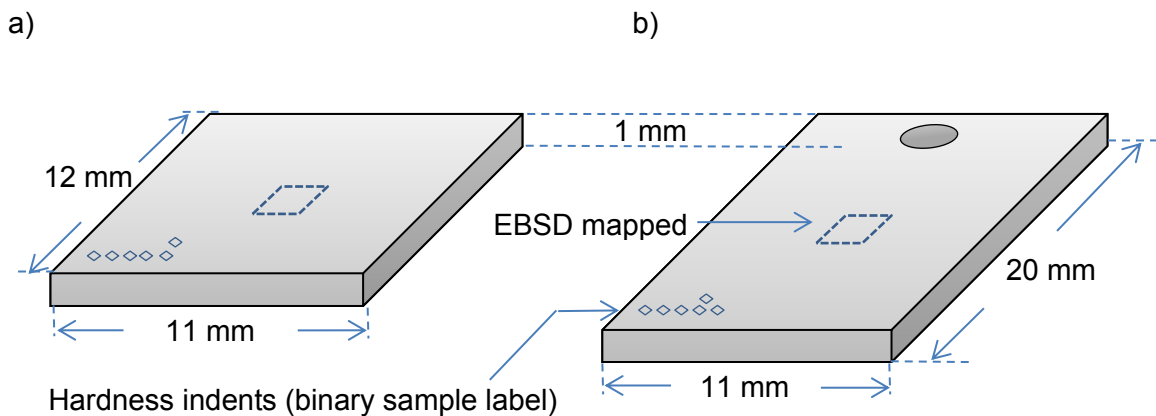 a)
b)
1 mm
12 mm
EBSD mapped
20 mm
11 mm
11 mm
Hardness indents (binary sample label)